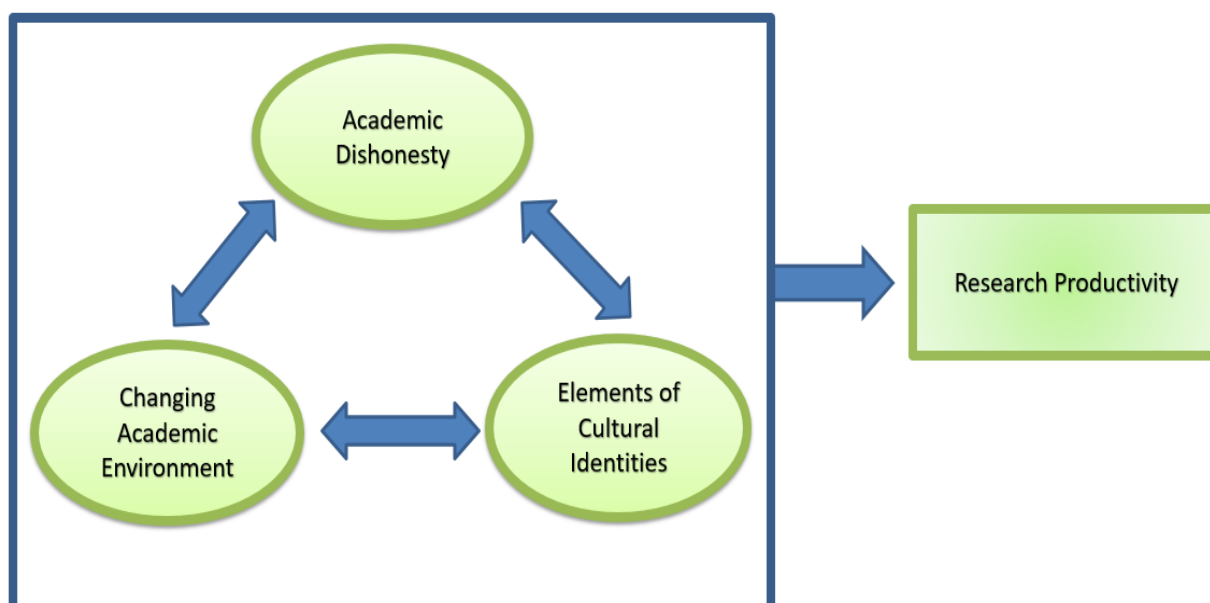 Academic
Dishonesty
Research Productivity
Changing
Academic
Environment
Elements of
Cultural
Identities